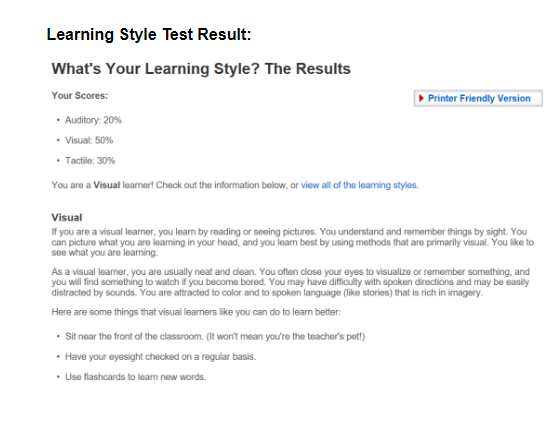 Learning Style Test Result:
What's Your Learning Style? The Results
Your Scores:
Printer Friendly Version
• Auditory: 20%
• Visual: 50%
• Tactile: 30%
You are a Visual learner! Check out the information below, or view all of the learning styles.
Visual
If you are a visual learner, you learn by reading or seeing pictures. You understand and remember things by sight. You
can picture what you are learning in your head, and you learn best by using methods that are primarily visual. You like to
see what you are learning.
As a visual learner, you are usually neat and clean. You often close your eyes to visualize or remember something, and
you will find something to watch if you become bored. You may have difficulty with spoken directions and may be easily
distracted by sounds. You are attracted to color and to spoken language (like stories) that is rich in imagery.
Here are some things that visual learners like you can do to learn better:
• Sit near the front of the classroom. (It won't mean you're the teacher's pet!)
• Have your eyesight checked on a regular basis.
• Use flashcards to learn new words.